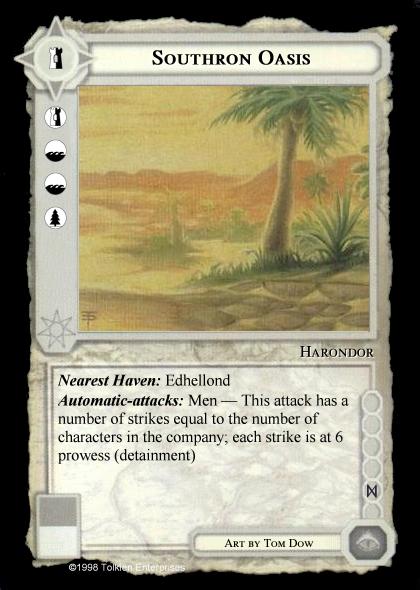 Southron Oasis
Harondor
Nearest Haven: Edhellond
Automatic-attacks: Men — This attack has a
number of strikes equal to the number of
characters in the company; each strike is at 6
prowess (detainment)
Art by Tom Dow
©1998 Tolkien Enterprises